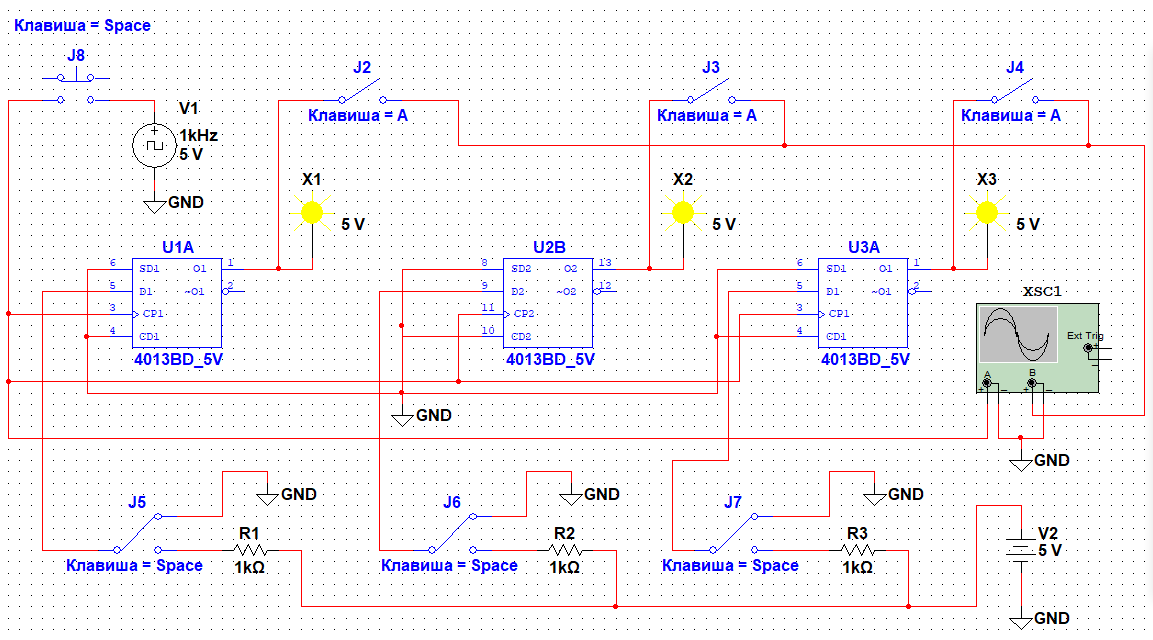 Клавиша = Space
J8
J2
J3
J4
V1
Клавиша = A
Клавиша = A
Клавиша = A
1kHz
5 V
X1
X2
X3
GND
5 V
5 V
5 V
U1A
U2B
U3A
6 SD1 O1 1
8 SD2 O2 13
6 SD1 O1 1
5 D1 ~O1 2
9 D2 ~O2 12
5 D1 ~O1 2
XSC1
3 CP1
11 CP2
3 CP1
4 CD1
10 CD2
4 CD1
Ext Trig
+
4013BD_5V
4013BD_5V
4013BD_5V
–
A B
+ – + –
GND
GND
J5
GND
J6
GND
J7
GND
R1
R2
R3
V2
5 V
Клавиша = Space
1kΩ
Клавиша = Space
1kΩ
Клавиша = Space
1kΩ
GND